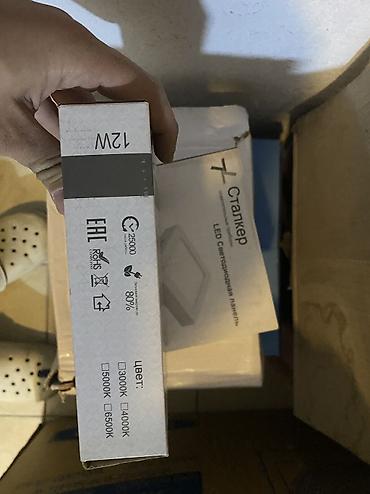 12W
25000
80%
EAC
RoHS
цвет:
3000K
4000K
5000K
6500K
Сталкер
LED Светодиодная панель